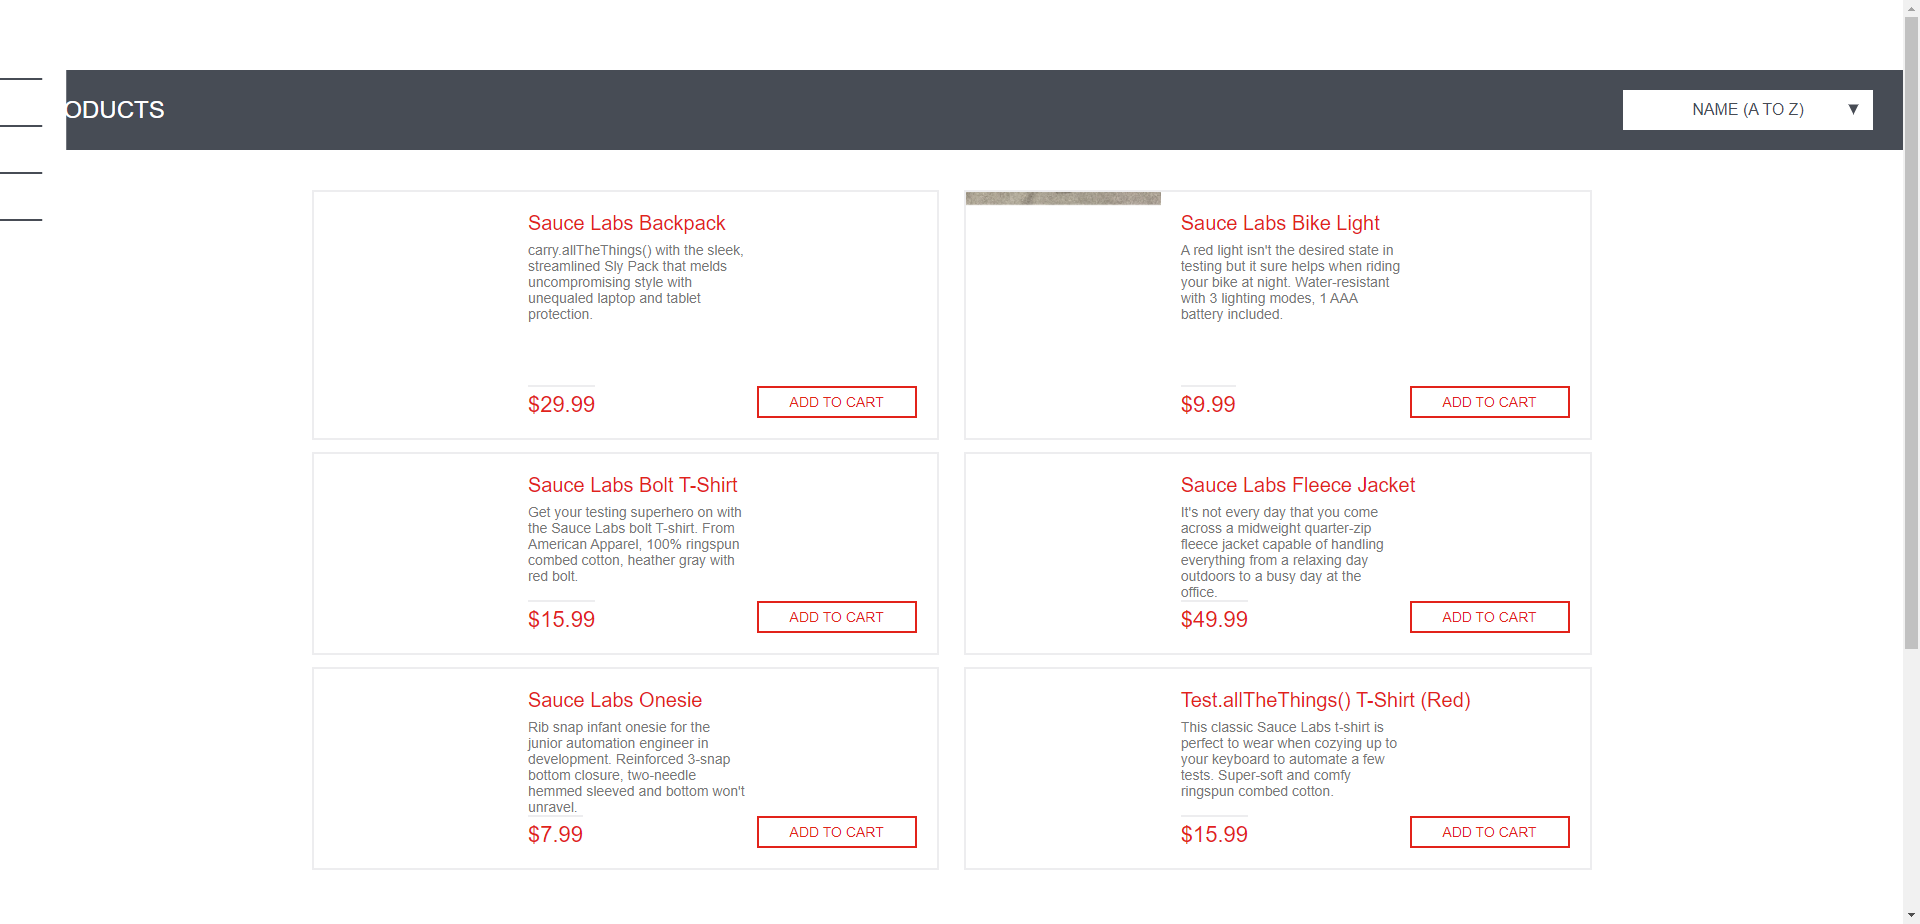 ODUCTS
NAME (A TO Z)
Sauce Labs Backpack
carry.allTheThings() with the sleek,
streamlined Sly Pack that melds
uncompromising style with
unequaled laptop and tablet
protection.
$29.99
ADD TO CART
Sauce Labs Bike Light
A red light isn't the desired state in
testing but it sure helps when riding
your bike at night. Water-resistant
with 3 lighting modes, 1 AAA
battery included.
$9.99
ADD TO CART
Sauce Labs Bolt T-Shirt
Get your testing superhero on with
the Sauce Labs bolt T-shirt. From
American Apparel, 100% ringspun
combed cotton, heather gray with
red bolt.
$15.99
ADD TO CART
Sauce Labs Fleece Jacket
It's not every day that you come
across a midweight quarter-zip
fleece jacket capable of handling
everything from a relaxing day
outdoors to a busy day at the
office.
$49.99
ADD TO CART
Sauce Labs Onesie
Rib snap infant onesie for the
junior automation engineer in
development. Reinforced 3-snap
bottom closure, two-needle
hemmed sleeved and bottom won't
unravel.
$7.99
ADD TO CART
Test.allTheThings() T-Shirt (Red)
This classic Sauce Labs t-shirt is
perfect to wear when cozying up to
your keyboard to automate a few
tests. Super-soft and comfy
ringspun combed cotton.
$15.99
ADD TO CART